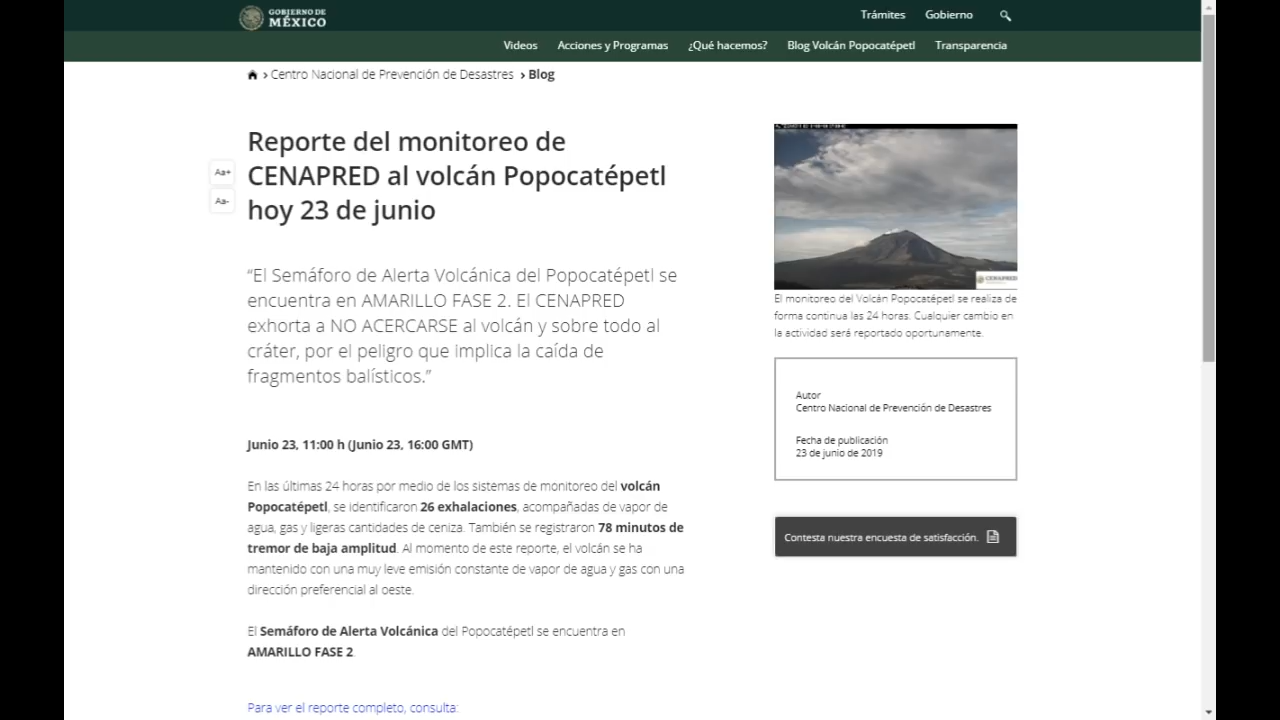 GOBIERNO DE
MÉXICO
Trámites
Gobierno
Videos
Acciones y Programas
¿Qué hacemos?
Blog Volcán Popocatépetl
Transparencia
› Centro Nacional de Prevención de Desastres › Blog
Reporte del monitoreo de
CENAPRED al volcán Popocatépetl
hoy 23 de junio
Aa+
Aa-
“El Semáforo de Alerta Volcánica del Popocatépetl se
encuentra en AMARILLO FASE 2. El CENAPRED
exhorta a NO ACERCARSE al volcán y sobre todo al
cráter, por el peligro que implica la caída de
fragmentos balísticos.”
Junio 23, 11:00 h (Junio 23, 16:00 GMT)
En las últimas 24 horas por medio de los sistemas de monitoreo del volcán
Popocatépetl, se identificaron 26 exhalaciones, acompañadas de vapor de
agua, gas y ligeras cantidades de ceniza. También se registraron 78 minutos de
tremor de baja amplitud. Al momento de este reporte, el volcán se ha
mantenido con una muy leve emisión constante de vapor de agua y gas con una
dirección preferencial al oeste.
El Semáforo de Alerta Volcánica del Popocatépetl se encuentra en
AMARILLO FASE 2.
Para ver el reporte completo, consulta:
CENAPRED
El monitoreo del Volcán Popocatépetl se realiza de
forma continua las 24 horas. Cualquier cambio en
la actividad será reportado oportunamente.
Autor
Centro Nacional de Prevención de Desastres
Fecha de publicación
23 de junio de 2019
Contesta nuestra encuesta de satisfacción.